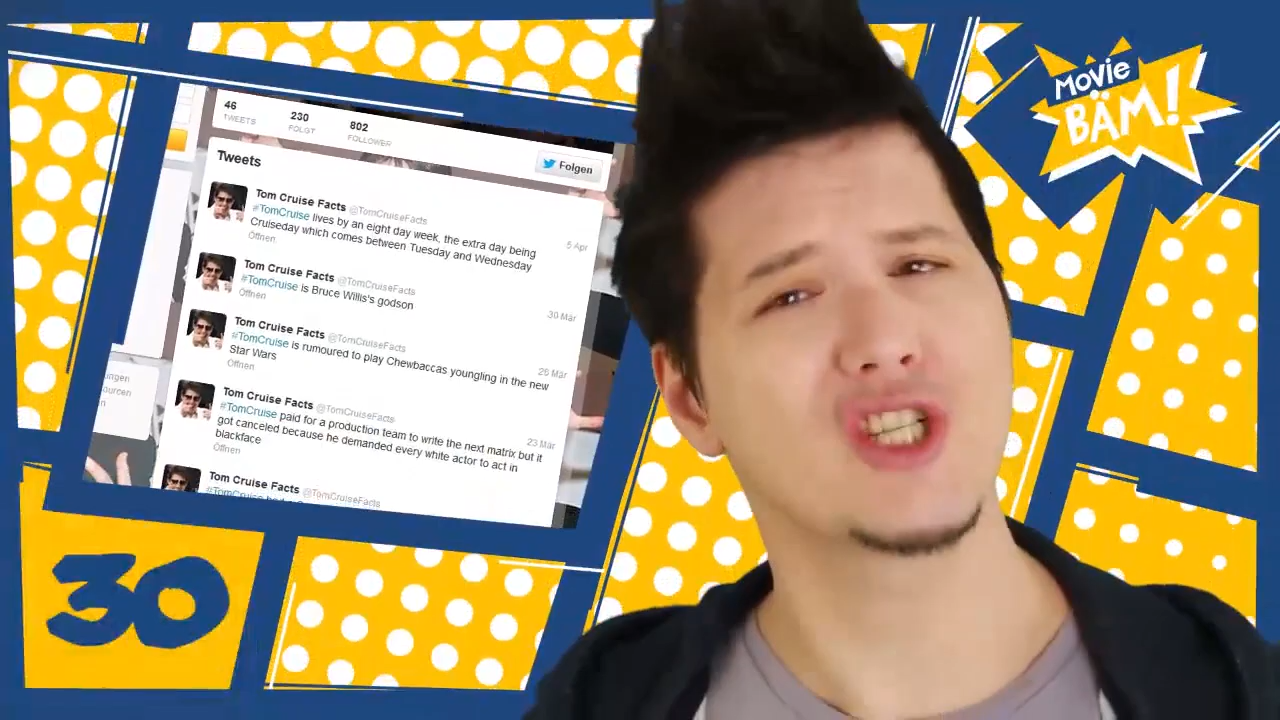 MOVIE
BÄM!
46
TWEETS
230
FOLGT
802
FOLLOWER
Tweets
Folgen
Tom Cruise Facts @TomCruiseFacts
5 Apr
#TomCruise lives by an eight day week, the extra day being
Cruiseday which comes between Tuesday and Wednesday
Öffnen
Tom Cruise Facts @TomCruiseFacts
30 Mär
#TomCruise is Bruce Willis's godson
Öffnen
Tom Cruise Facts @TomCruiseFacts
26 Mär
#TomCruise is rumoured to play Chewbaccas youngling in the new
Star Wars
Öffnen
Tom Cruise Facts @TomCruiseFacts
23 Mär
#TomCruise paid for a production team to write the next matrix but it
got canceled because he demanded every white actor to act in
blackface
Öffnen
Tom Cruise Facts @TomCruiseFacts
#TomCruise
30